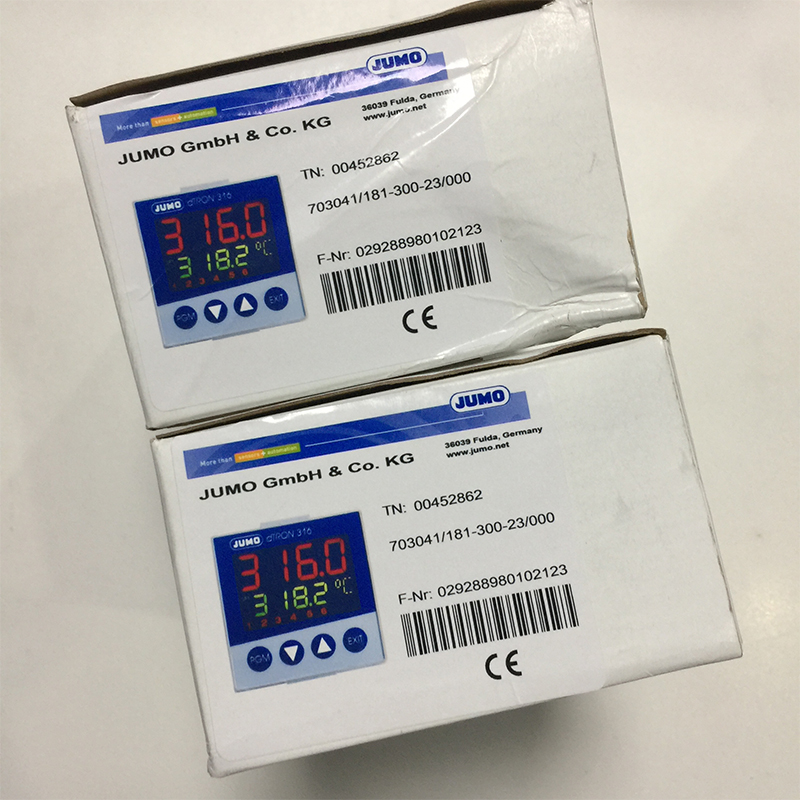 JUMO
More than sensors + automation
36039 Fulda, Germany
www.jumo.net
JUMO GmbH & Co. KG
TN: 00452862
703041/181-300-23/000
JUMO dTRON 316
316.0
318.2 °C
1 2 3 4 5 6
PGM EXIT
F-Nr: 029288980102123
CE
JUMO
More than sensors + automation
36039 Fulda, Germany
www.jumo.net
JUMO GmbH & Co. KG
TN: 00452862
703041/181-300-23/000
JUMO dTRON 316
316.0
318.2 °C
1 2 3 4 5 6
PGM EXIT
F-Nr: 029288980102123
CE